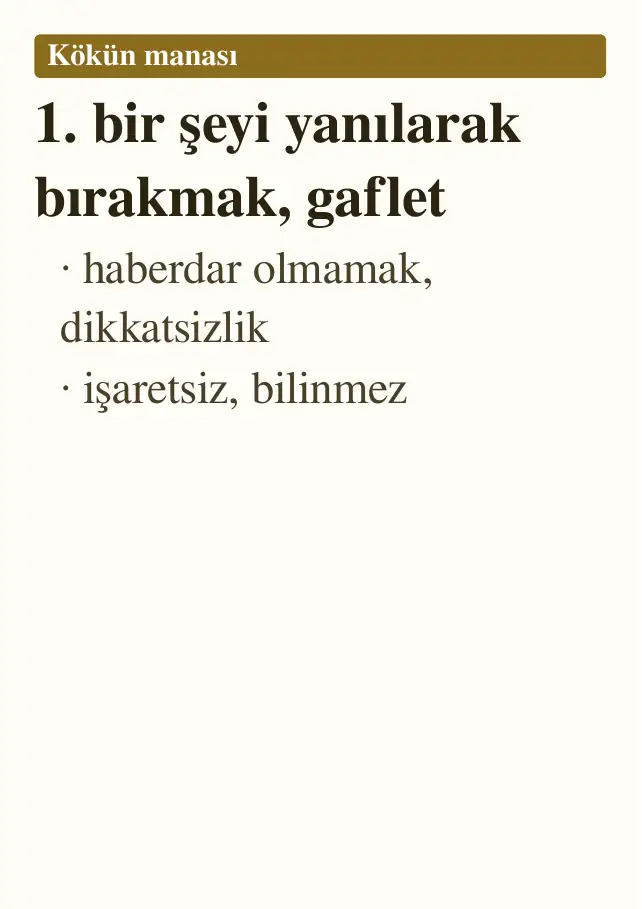 Kökün manası
1. bir şeyi yanılarak
bırakmak, gaflet
· haberdar olmamak,
dikkatsizlik
· işaretsiz, bilinmez